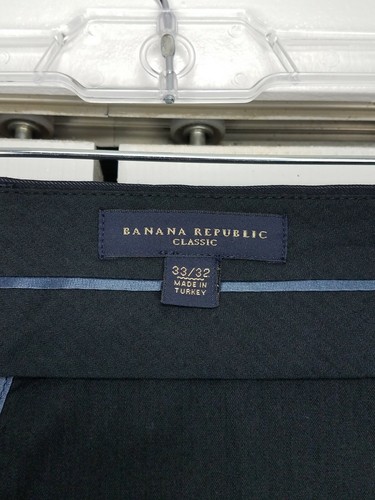 BANANA REPUBLIC
CLASSIC
33/32
MADE IN
TURKEY